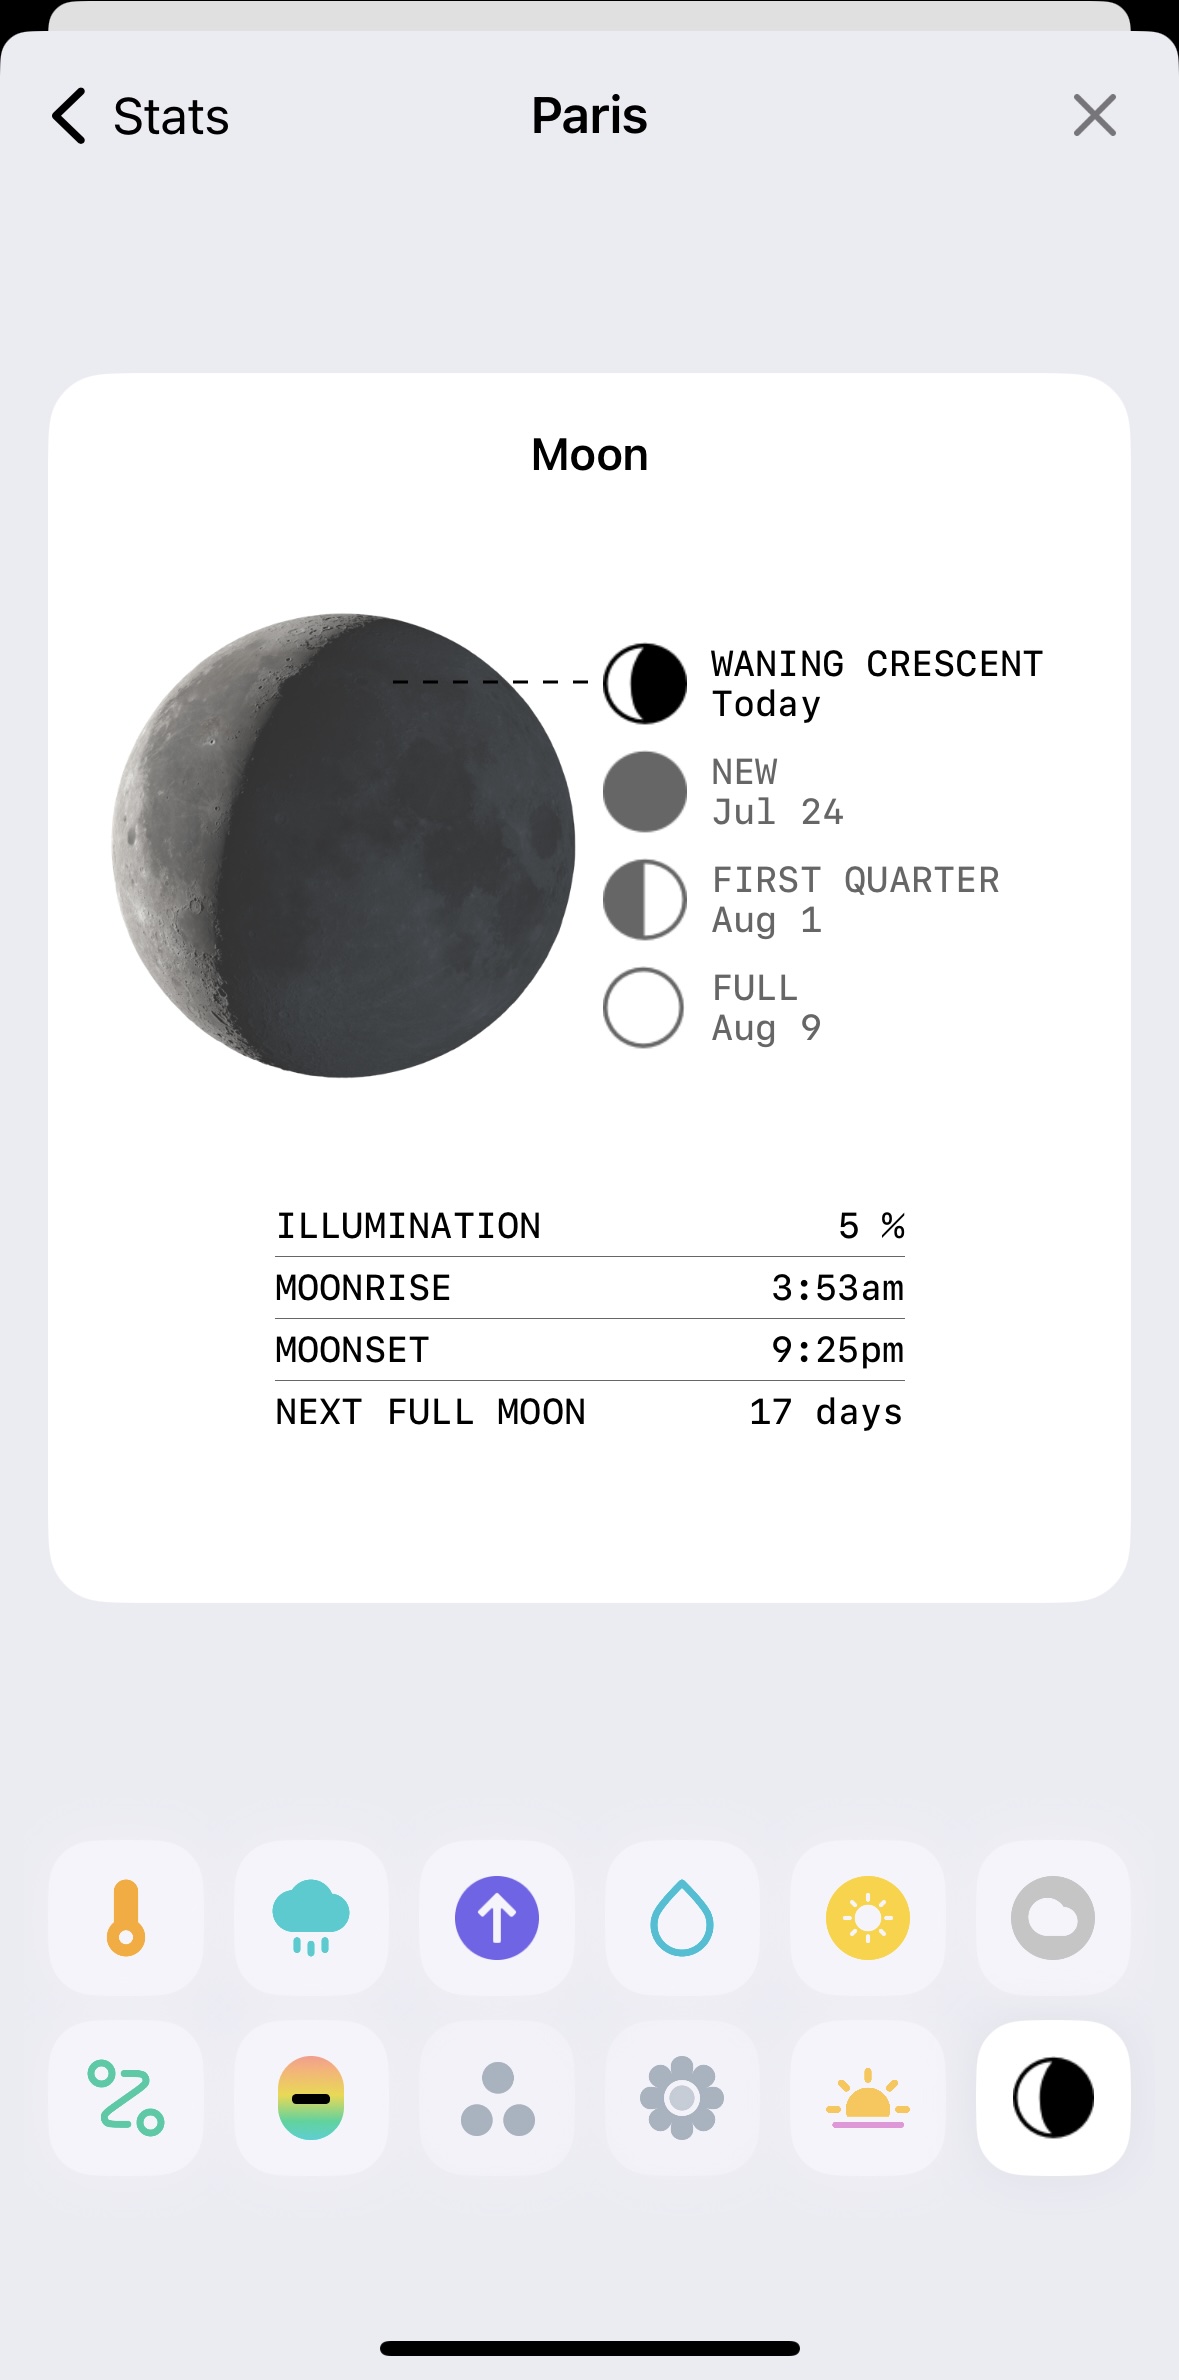 Stats
Paris
Moon
WANING CRESCENT
Today
NEW
Jul 24
FIRST QUARTER
Aug 1
FULL
Aug 9
ILLUMINATION 5 %
MOONRISE 3:53am
MOONSET 9:25pm
NEXT FULL MOON 17 days